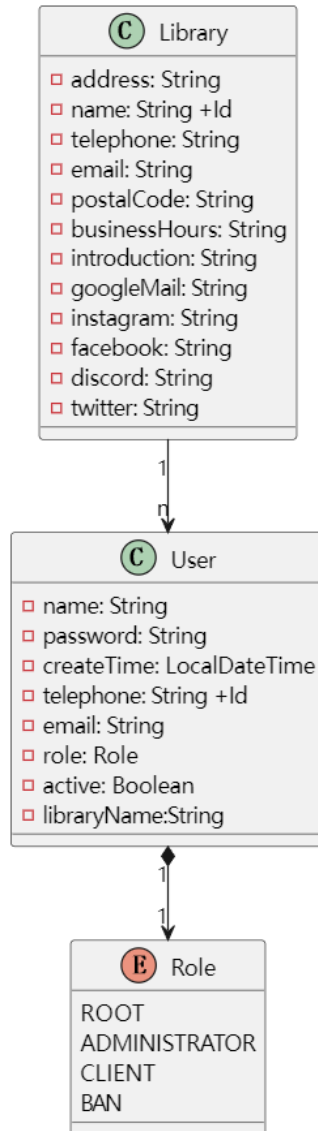 C Library
address: String
name: String +Id
telephone: String
email: String
postalCode: String
businessHours: String
introduction: String
googleMail: String
instagram: String
facebook: String
discord: String
twitter: String
1
n
C User
name: String
password: String
createTime: LocalDateTime
telephone: String +Id
email: String
role: Role
active: Boolean
libraryName:String
1
1
E Role
ROOT
ADMINISTRATOR
CLIENT
BAN